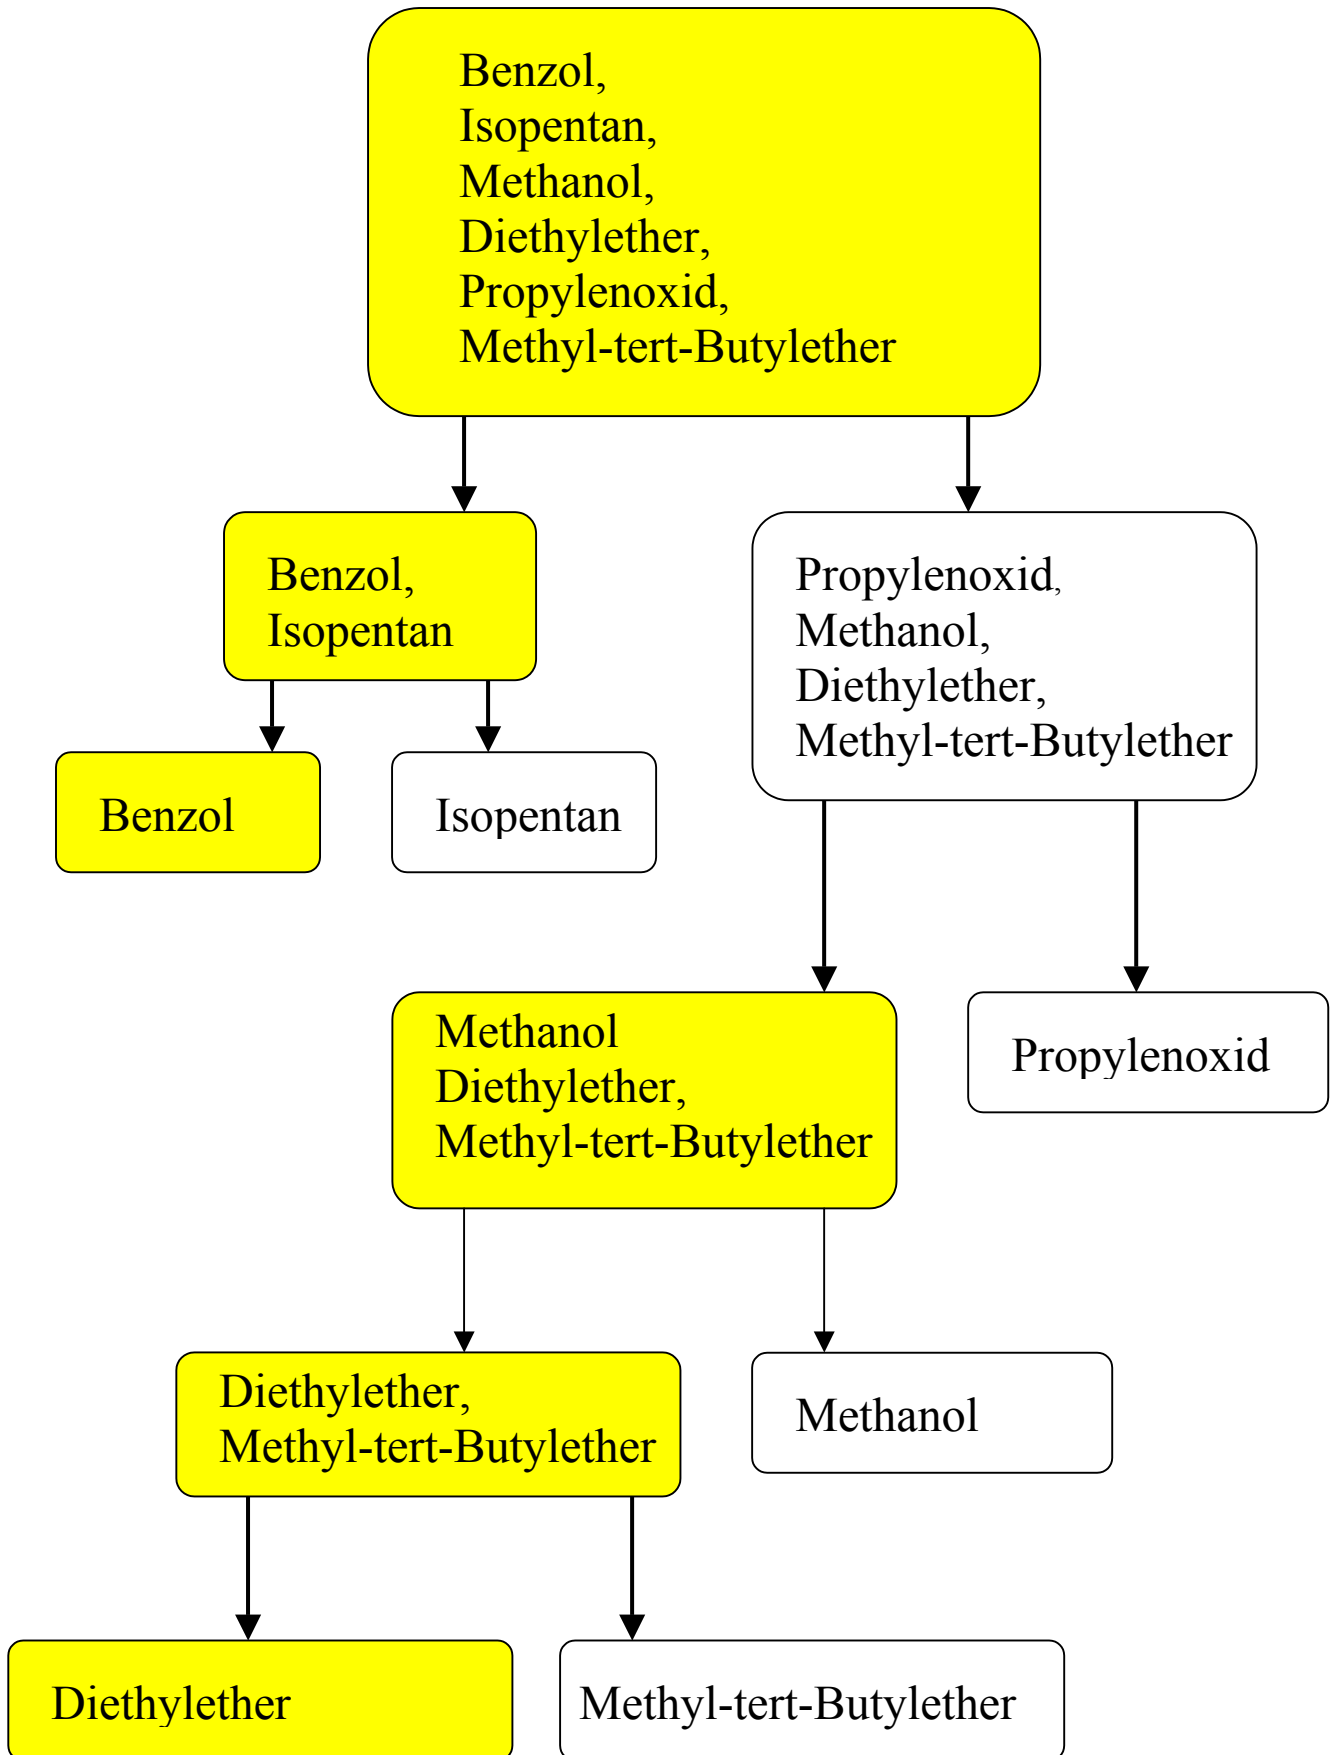 Benzol,
Isopentan,
Methanol,
Diethylether,
Propylenoxid,
Methyl-tert-Butylether
Benzol,
Isopentan
Propylenoxid,
Methanol,
Diethylether,
Methyl-tert-Butylether
Benzol
Isopentan
Methanol
Diethylether,
Methyl-tert-Butylether
Propylenoxid
Diethylether,
Methyl-tert-Butylether
Methanol
Diethylether
Methyl-tert-Butylether